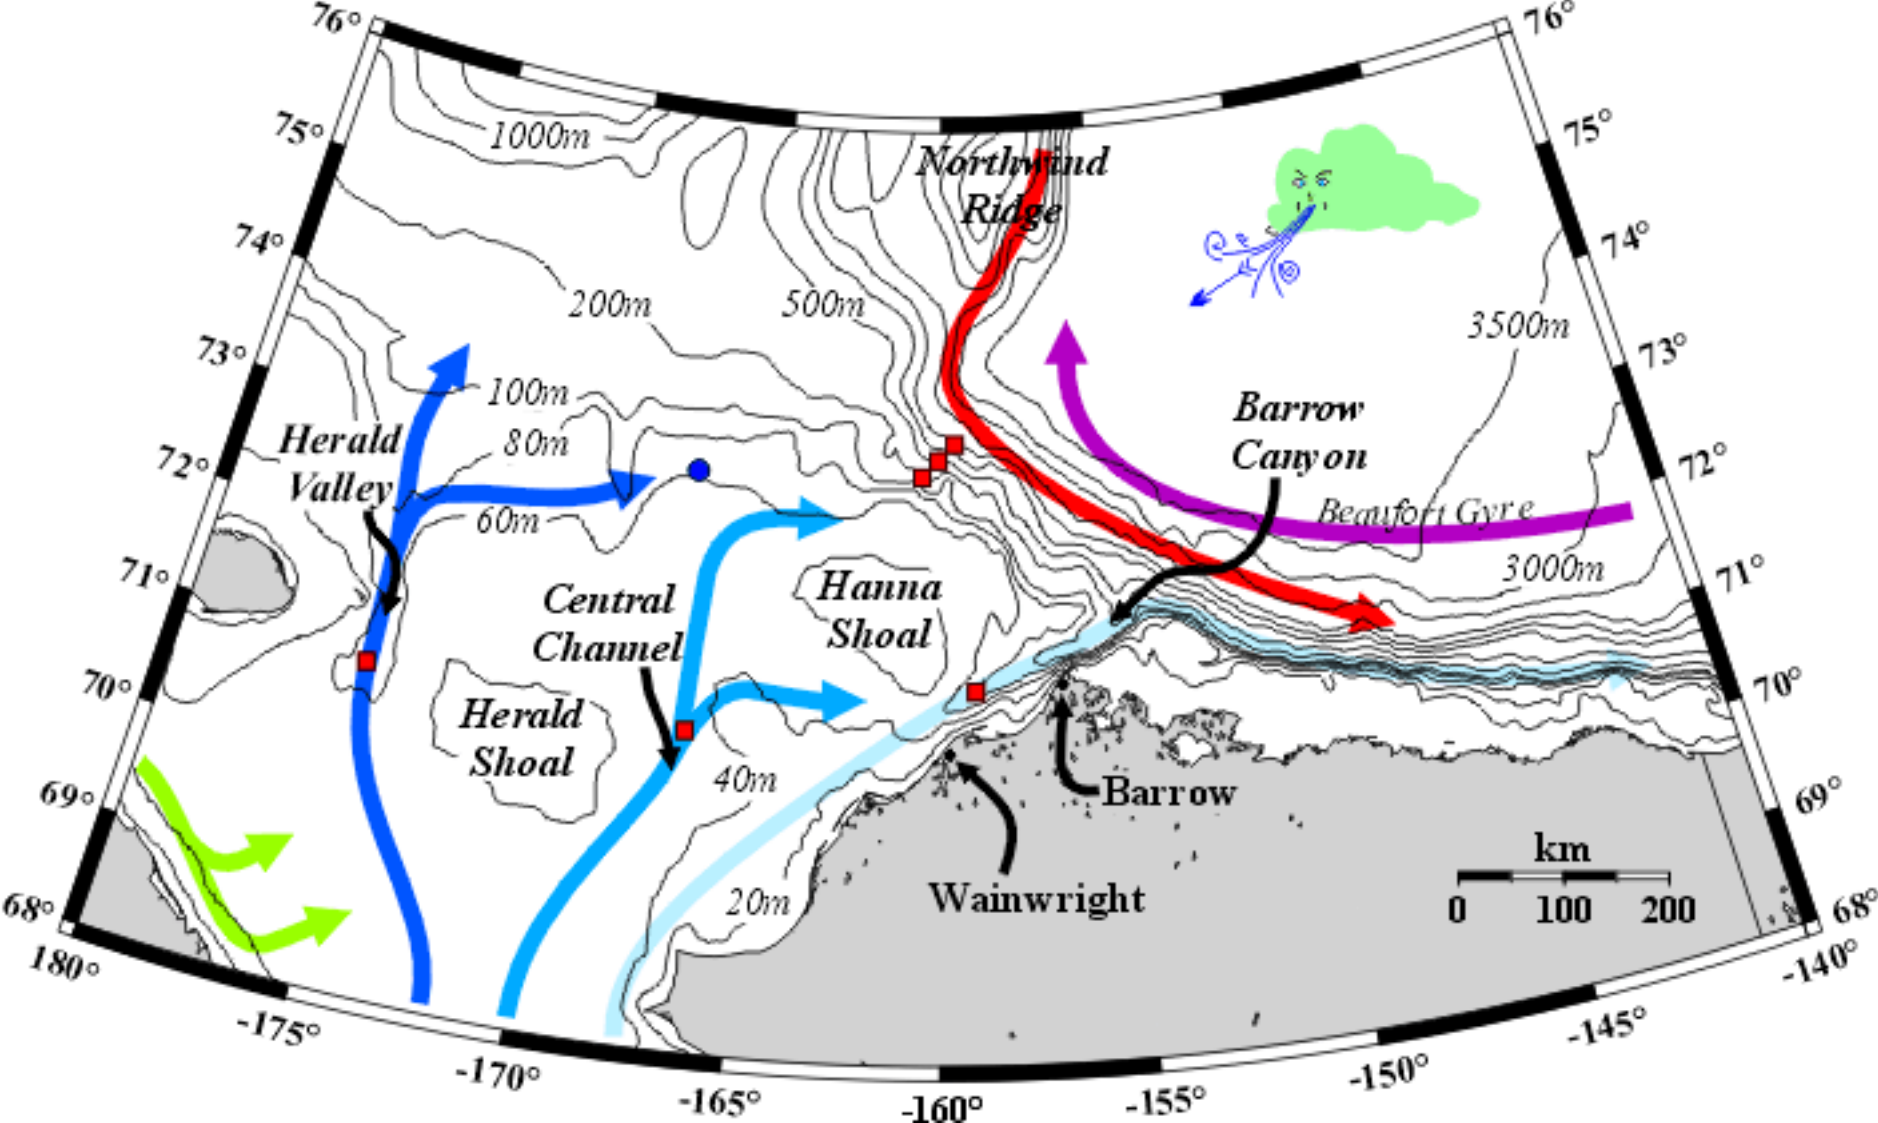 76°
76°
75°
75°
74°
74°
73°
73°
72°
72°
71°
71°
70°
70°
69°
69°
68°
68°
180°
-175°
-170°
-165°
-160°
-155°
-150°
-145°
-140°
1000m
Northwind
Ridge
200m
500m
3500m
100m
80m
60m
Herald
Valley
Barrow
Canyon
Beaufort Gyre
3000m
Central
Channel
Hanna
Shoal
Herald
Shoal
40m
20m
Barrow
Wainwright
km
0
100
200